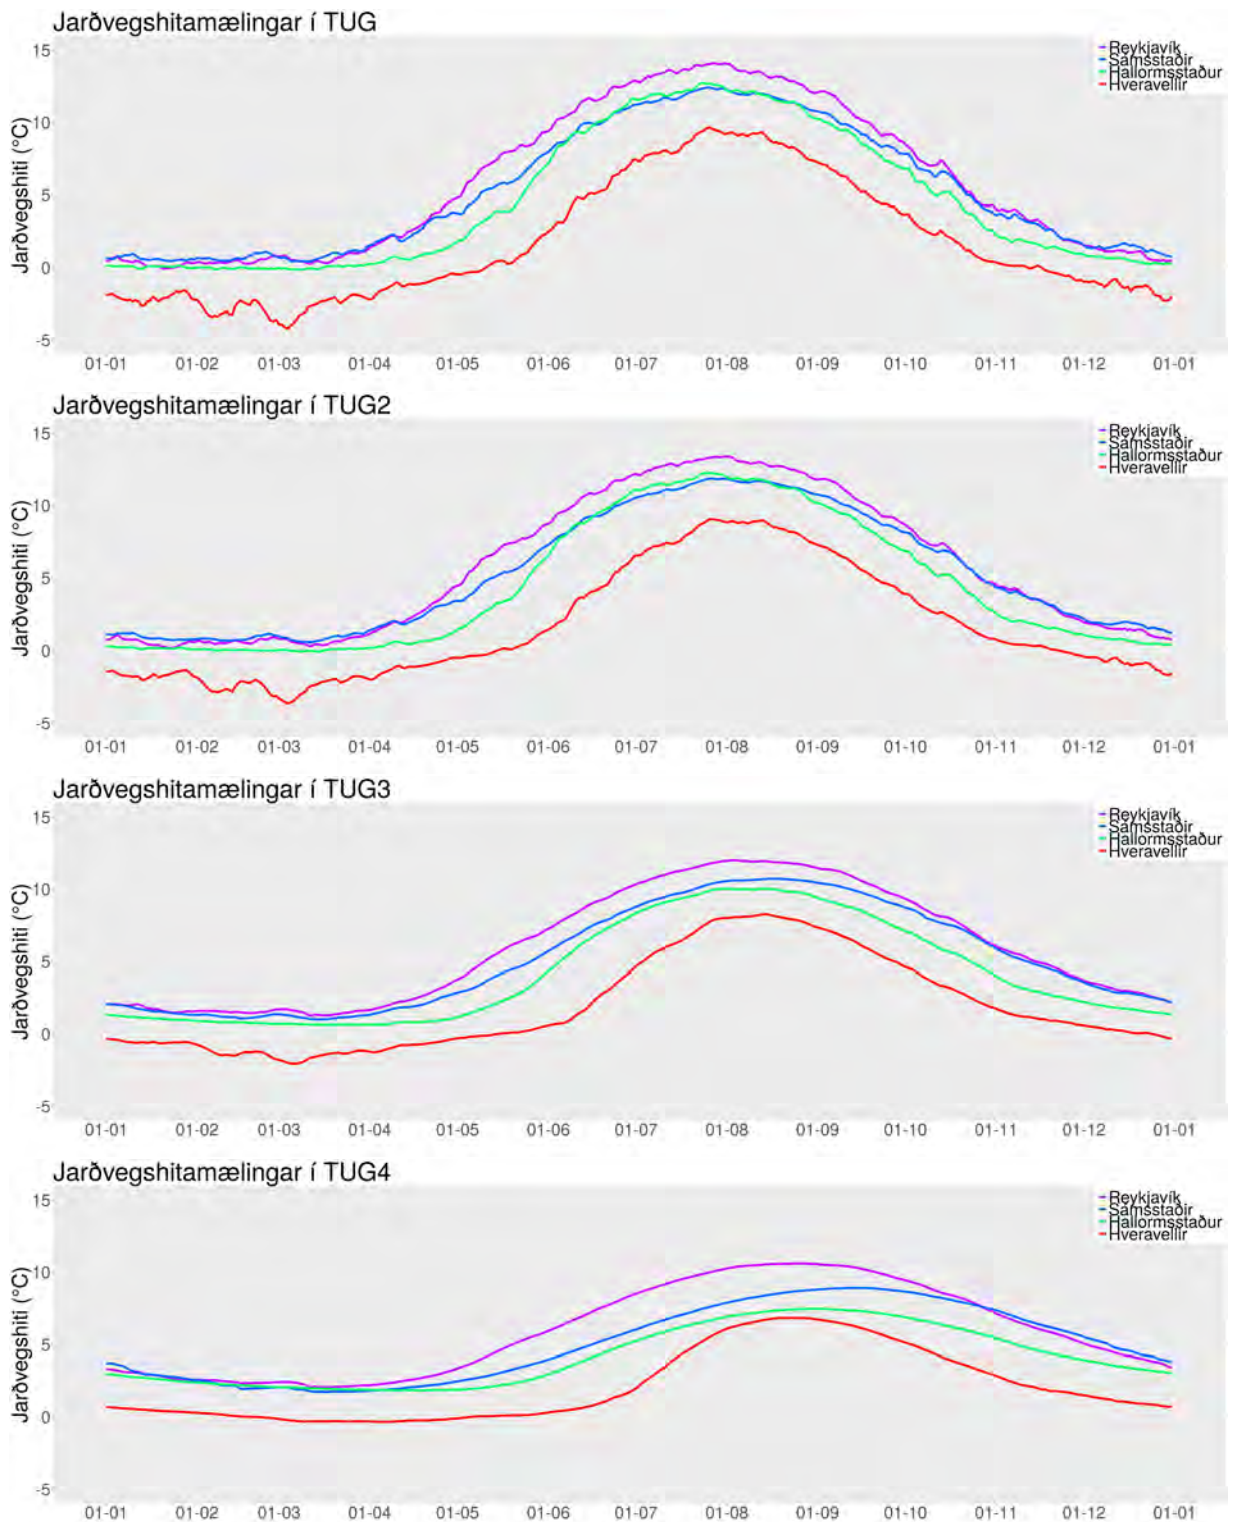 Jarðvegshitamælingar í TUG
Reykjavík
Sámsstaðir
Hallormsstaður
Hveravellir
Jarðvegshiti (°C)
15
10
5
0
-5
01-01 01-02 01-03 01-04 01-05 01-06 01-07 01-08 01-09 01-10 01-11 01-12 01-01
Jarðvegshitamælingar í TUG2
Reykjavík
Sámsstaðir
Hallormsstaður
Hveravellir
Jarðvegshiti (°C)
15
10
5
0
-5
01-01 01-02 01-03 01-04 01-05 01-06 01-07 01-08 01-09 01-10 01-11 01-12 01-01
Jarðvegshitamælingar í TUG3
Reykjavík
Sámsstaðir
Hallormsstaður
Hveravellir
Jarðvegshiti (°C)
15
10
5
0
-5
01-01 01-02 01-03 01-04 01-05 01-06 01-07 01-08 01-09 01-10 01-11 01-12 01-01
Jarðvegshitamælingar í TUG4
Reykjavík
Sámsstaðir
Hallormsstaður
Hveravellir
Jarðvegshiti (°C)
15
10
5
0
-5
01-01 01-02 01-03 01-04 01-05 01-06 01-07 01-08 01-09 01-10 01-11 01-12 01-01